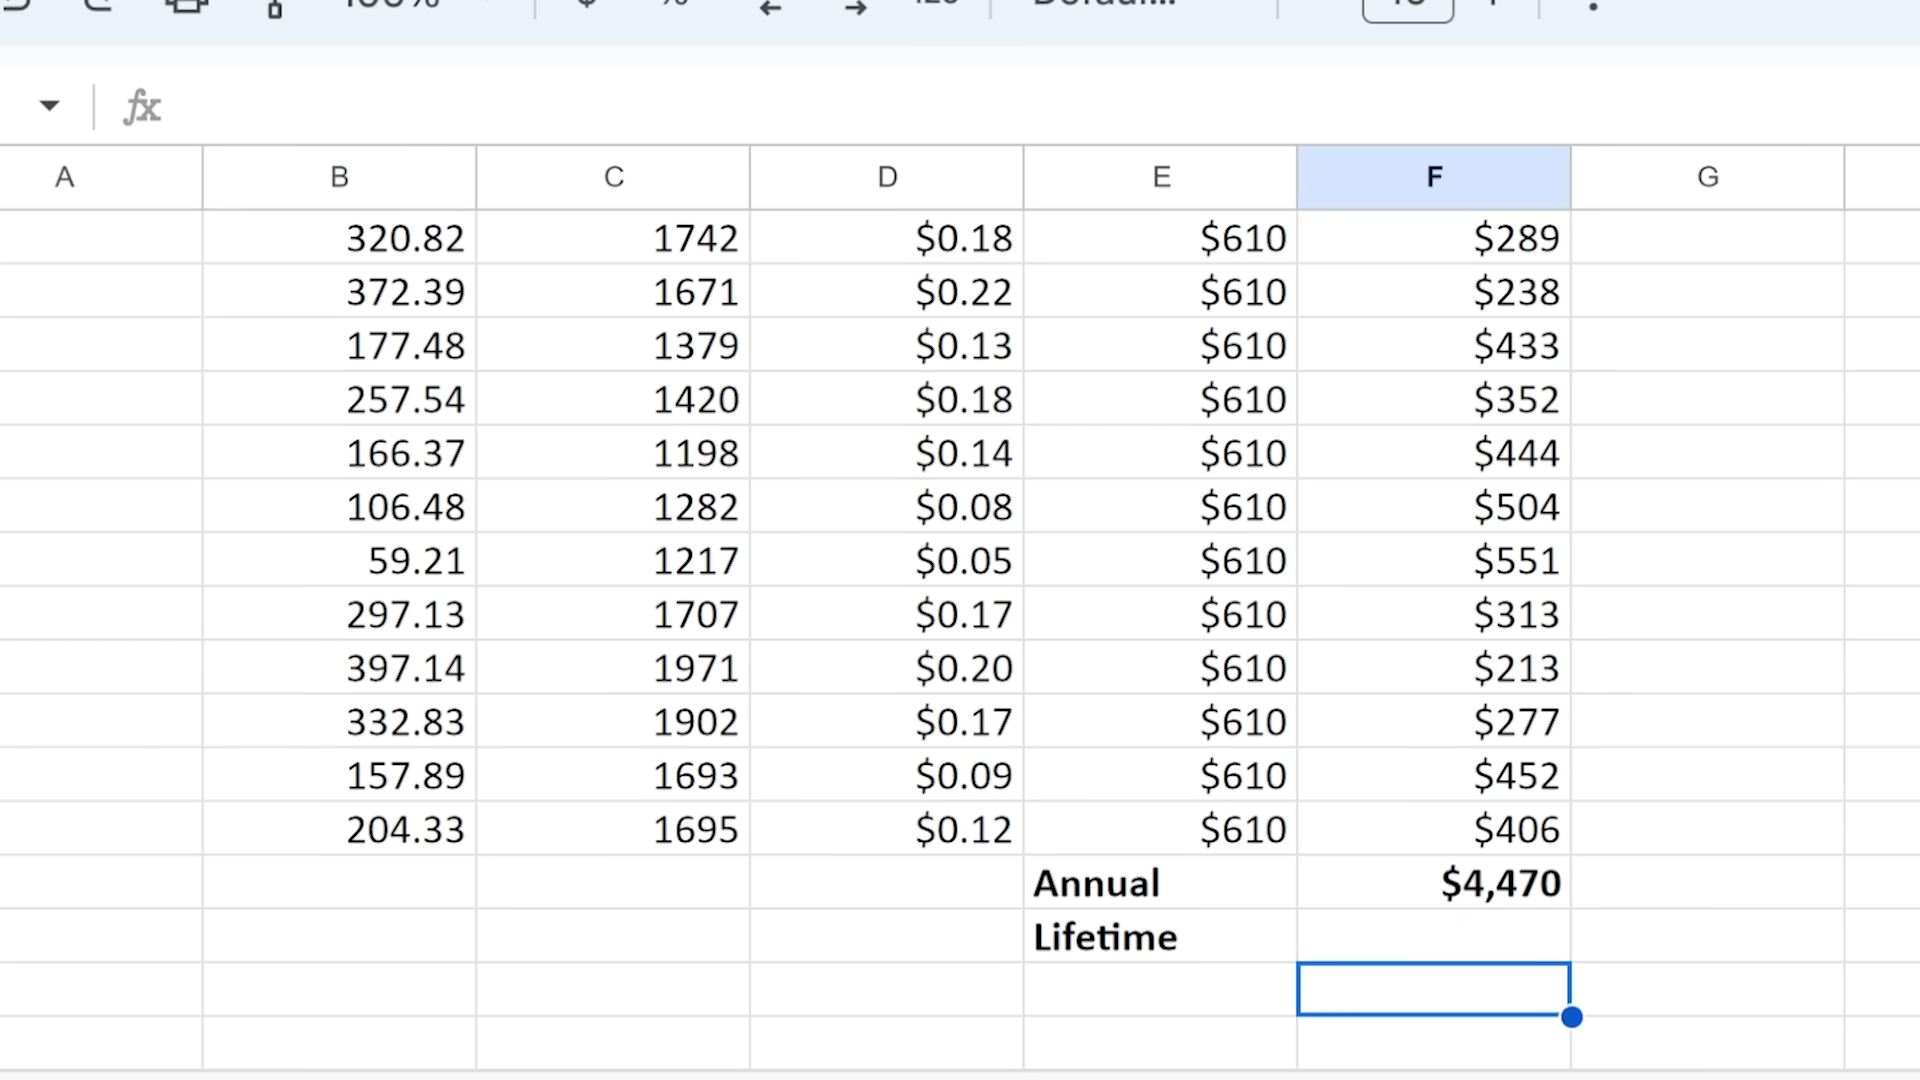 fx
A B C D E F G
320.82 1742 $0.18 $610 $289
372.39 1671 $0.22 $610 $238
177.48 1379 $0.13 $610 $433
257.54 1420 $0.18 $610 $352
166.37 1198 $0.14 $610 $444
106.48 1282 $0.08 $610 $504
59.21 1217 $0.05 $610 $551
297.13 1707 $0.17 $610 $313
397.14 1971 $0.20 $610 $213
332.83 1902 $0.17 $610 $277
157.89 1693 $0.09 $610 $452
204.33 1695 $0.12 $610 $406
Annual $4,470
Lifetime